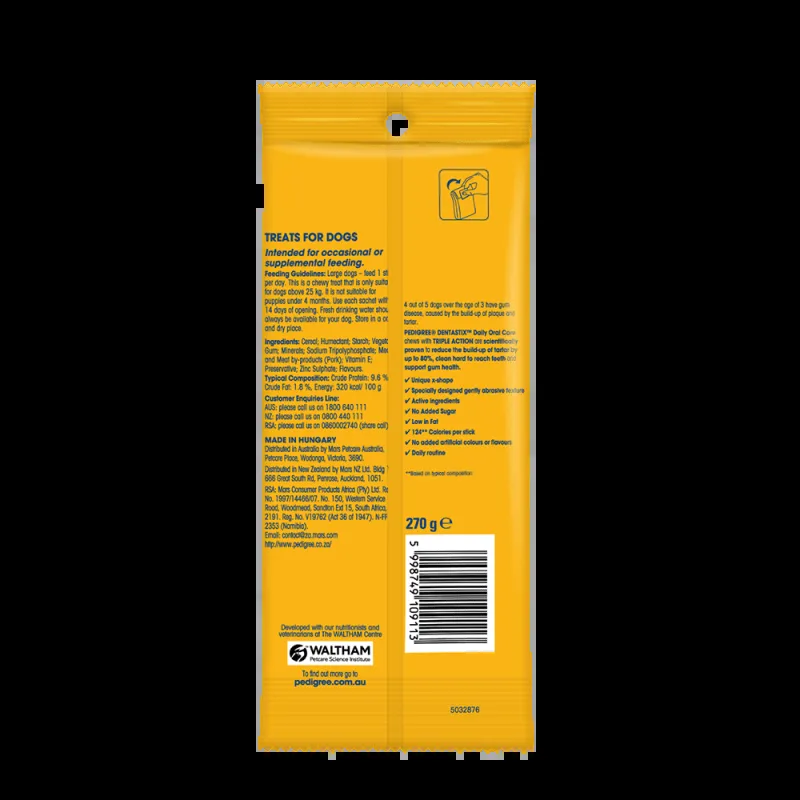 TREATS FOR DOGS
Intended for occasional or
supplemental feeding.
Feeding Guidelines: Large dogs – feed 1 sti
per day. This is a chewy treat that is only suita
for dogs above 25 kg. It is not suitable for
puppies under 4 months. Use each sachet with
14 days of opening. Fresh drinking water shou
always be available for your dog. Store in a co
and dry place.
Ingredients: Cereal; Humectant; Starch; Vegeta
Gum; Minerals; Sodium Tripolyphosphate; Mea
and Meat by-products (Pork); Vitamin E;
Preservative; Zinc Sulphate; Flavours.
Typical Composition: Crude Protein: 9.6 %
Crude Fat: 1.8 %, Energy: 320 kcal/ 100 g
Customer Enquiries Line:
AUS: please call us on 1800 640 111
NZ: please call us on 0800 440 111
RSA: please call us on 0860002740 (share call)
MADE IN HUNGARY
Distributed in Australia by Mars Petcare Australia,
Petcare Place, Wodonga, Victoria, 3690.
Distributed in New Zealand by Mars NZ Ltd. Bldg
666 Great South Rd, Penrose, Auckland, 1051.
RSA: Mars Consumer Products Africa (Pty) Ltd. Re
No. 1997/14466/07. No. 150, Western Service
Road, Woodmead, Sandton Ext 15, South Africa,
2191. Reg. No. V19762 (Act 36 of 1947). N-FF
2353 (Namibia).
Email: contact@za.mars.com
http://www.pedigree.co.za/
Developed with our nutritionists and
veterinarians at The WALTHAM Centre
WALTHAM
Petcare Science Institute
To find out more go to
pedigree.com.au
4 out of 5 dogs over the age of 3 have gum
disease, caused by the build-up of plaque and
tartar.
PEDIGREE® DENTASTIX™ Daily Oral Care
chews with TRIPLE ACTION are scientifically
proven to reduce the build-up of tartar by
up to 80%, clean hard to reach teeth and
support gum health.
✓ Unique x-shape
✓ Specially designed gently abrasive texture
✓ Active ingredients
✓ No Added Sugar
✓ Low in Fat
✓ 124** Calories per stick
✓ No added artificial colours or flavours
✓ Daily routine
**Based on typical composition
270 g ℮
5 998749 109113
5032876